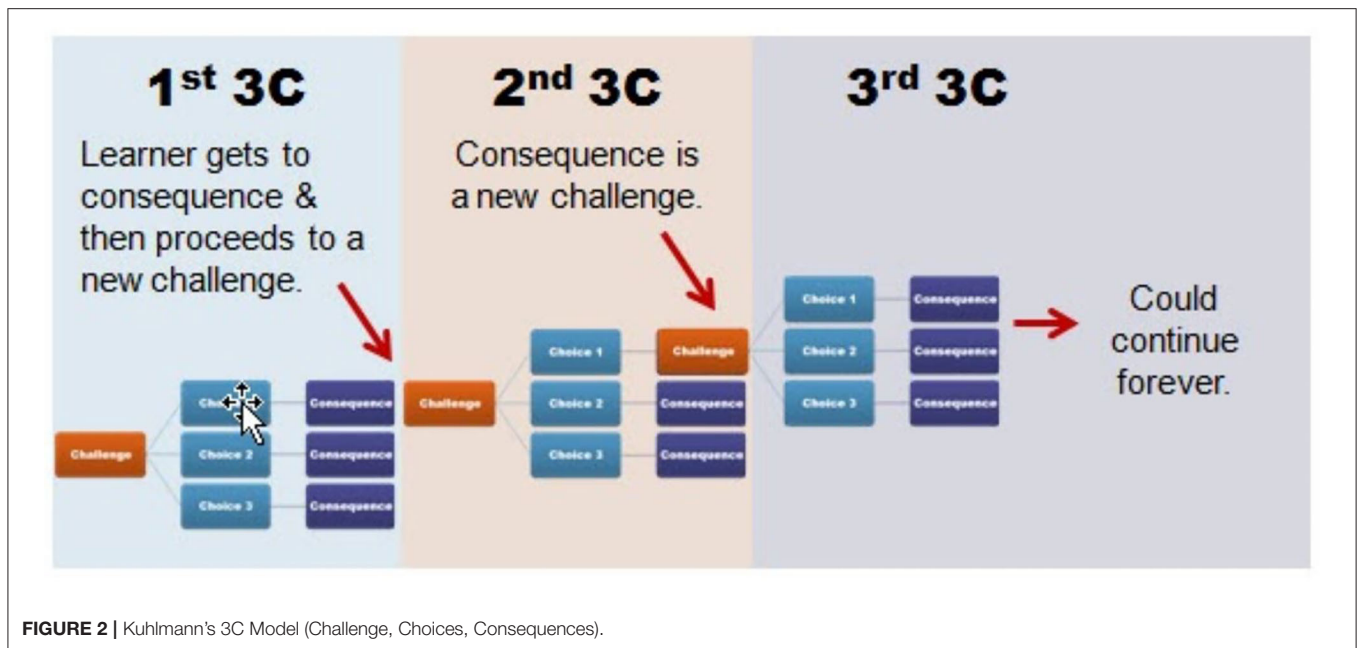 1st 3C
Learner gets to
consequence &
then proceeds to a
new challenge.
Challenge
Choice 2
Choice 3
Consequence
Consequence
Consequence
2nd 3C
Consequence is
a new challenge.
Challenge
Choice 1
Choice 2
Choice 3
Challenge
Consequence
Consequence
3rd 3C
Choice 1
Choice 2
Choice 3
Consequence
Consequence
Consequence
Could
continue
forever.
FIGURE 2 | Kuhlmann's 3C Model (Challenge, Choices, Consequences).